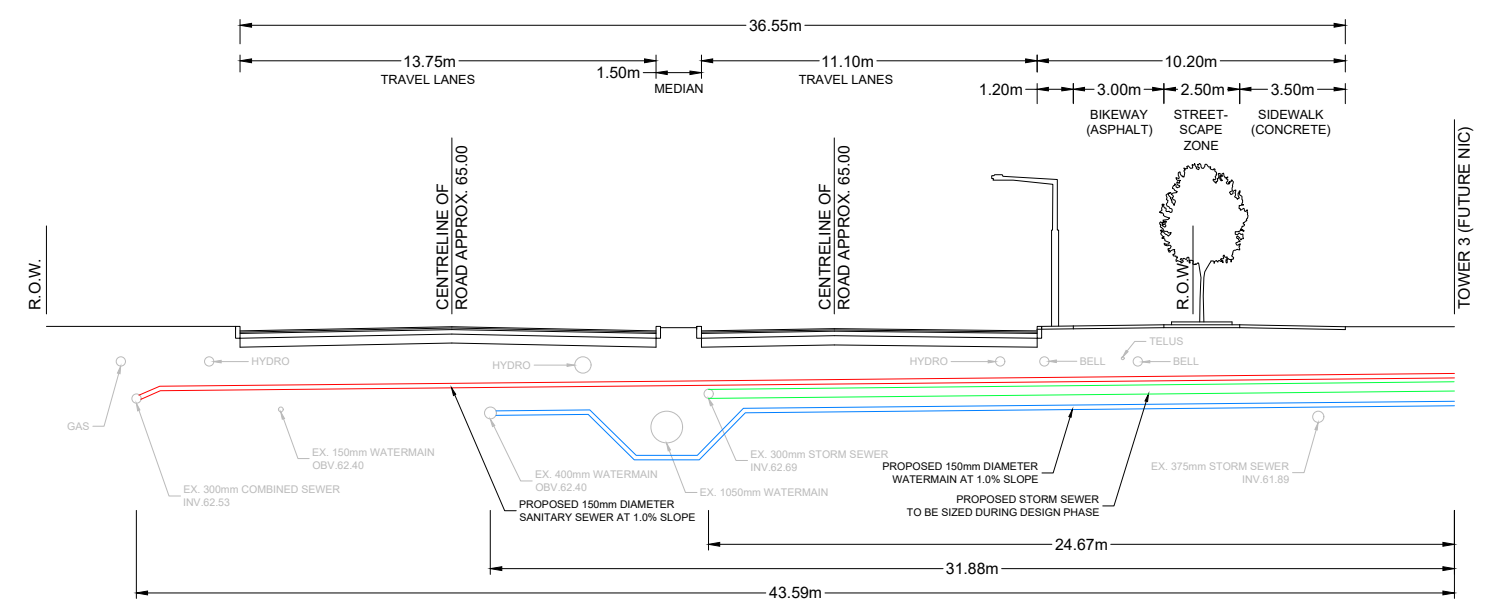 36.55m
13.75m
TRAVEL LANES
1.50m
MEDIAN
11.10m
TRAVEL LANES
10.20m
1.20m
3.00m
2.50m
3.50m
BIKEWAY
(ASPHALT)
STREET-
SCAPE
ZONE
SIDEWALK
(CONCRETE)
R.O.W.
CENTRELINE OF
ROAD APPROX. 65.00
CENTRELINE OF
ROAD APPROX. 65.00
R.O.W.
TOWER 3 (FUTURE NIC)
HYDRO
HYDRO
HYDRO
BELL
TELUS
BELL
GAS
EX. 150mm WATERMAIN
OBV.62.40
EX. 300mm COMBINED SEWER
INV.62.53
EX. 400mm WATERMAIN
OBV.62.40
PROPOSED 150mm DIAMETER
SANITARY SEWER AT 1.0% SLOPE
EX. 1050mm WATERMAIN
EX. 300mm STORM SEWER
INV.62.69
PROPOSED 150mm DIAMETER
WATERMAIN AT 1.0% SLOPE
PROPOSED STORM SEWER
TO BE SIZED DURING DESIGN PHASE
EX. 375mm STORM SEWER
INV.61.89
24.67m
31.88m
43.59m